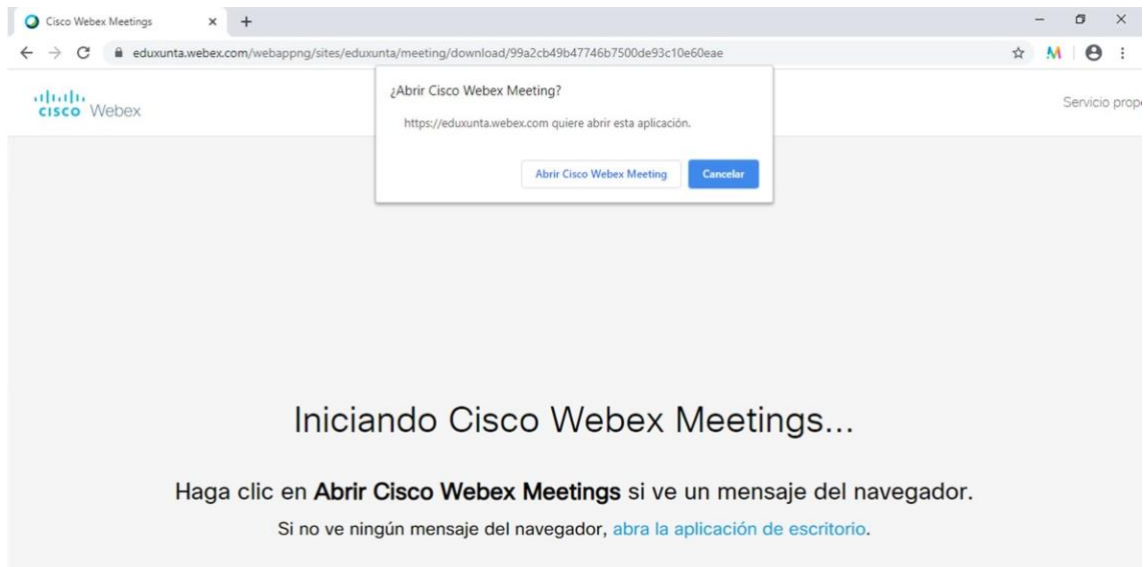 Cisco Webex Meetings
eduxunta.webex.com/webappng/sites/eduxunta/meeting/download/99a2cb49b47746b7500de93c10e60eae
M
CISCO Webex
Servicio prope
¿Abrir Cisco Webex Meeting?
https://eduxunta.webex.com quiere abrir esta aplicación.
Abrir Cisco Webex Meeting Cancelar
Iniciando Cisco Webex Meetings...
Haga clic en Abrir Cisco Webex Meetings si ve un mensaje del navegador.
Si no ve ningún mensaje del navegador, abra la aplicación de escritorio.